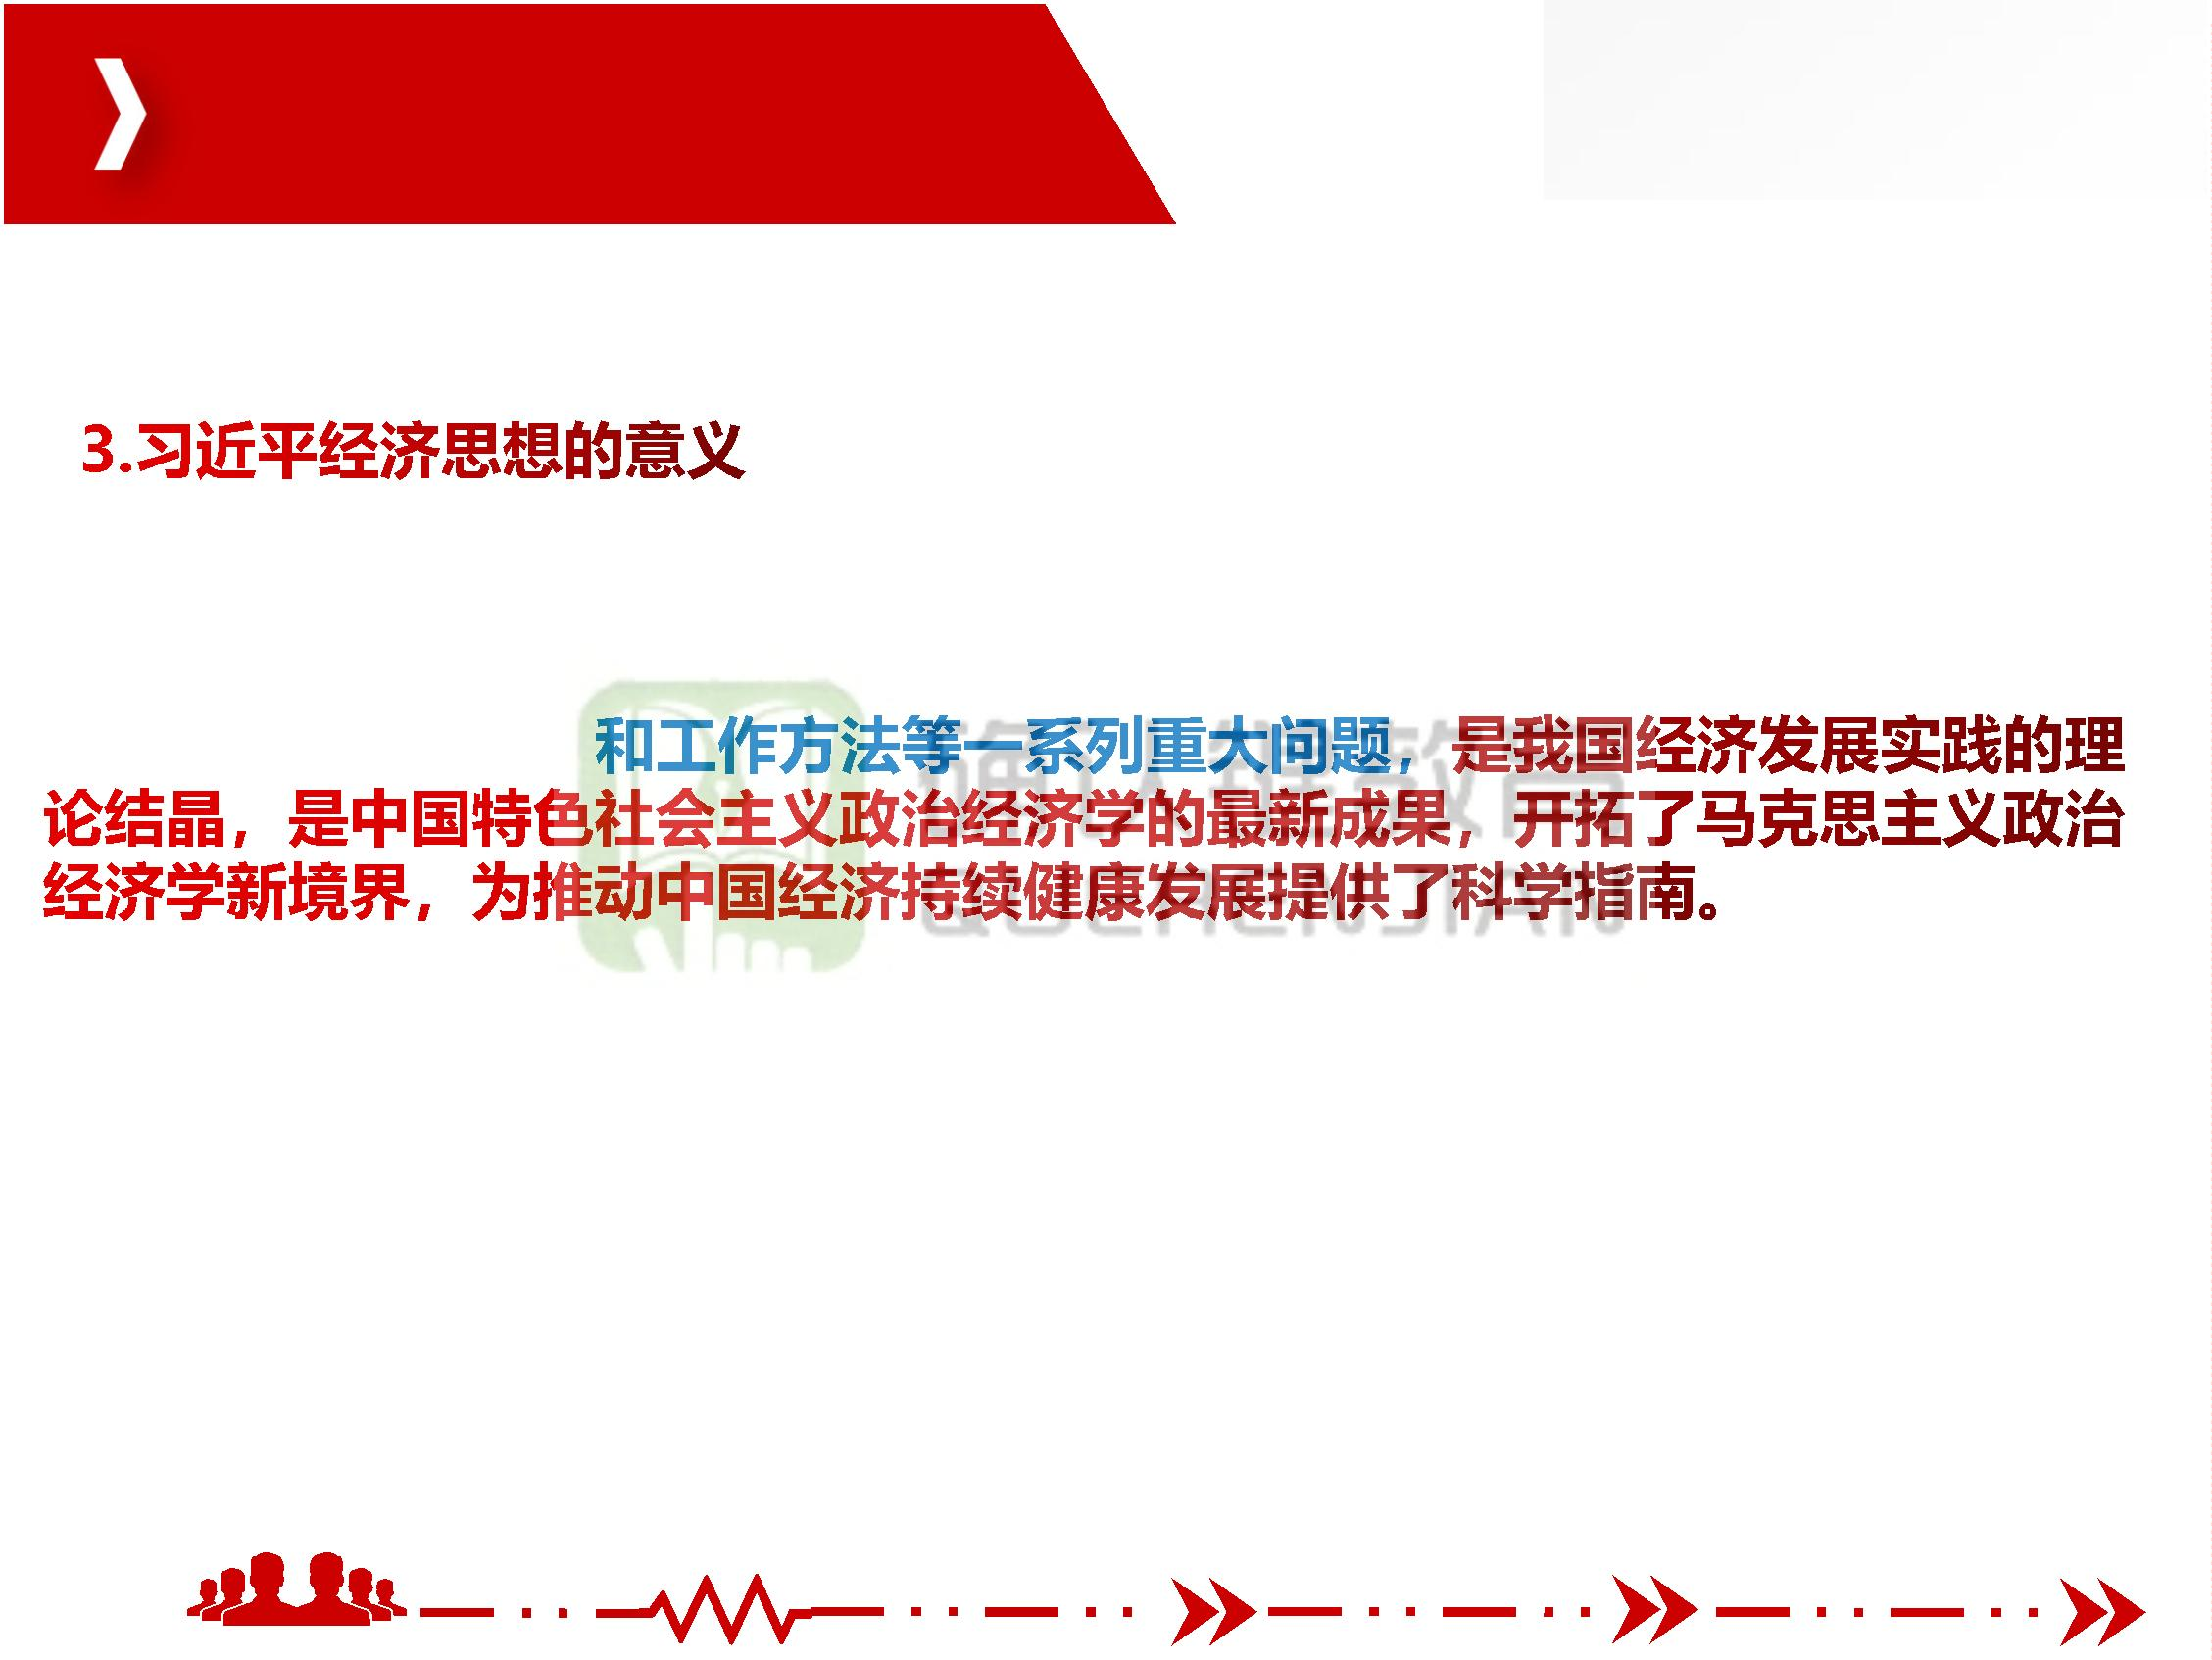 3.习近平经济思想的意义
和工作方法等一系列重大问题，是我国经济发展实践的理
论结晶，是中国特色社会主义政治经济学的最新成果，开拓了马克思主义政治
经济学新境界，为推动中国经济持续健康发展提供了科学指南。